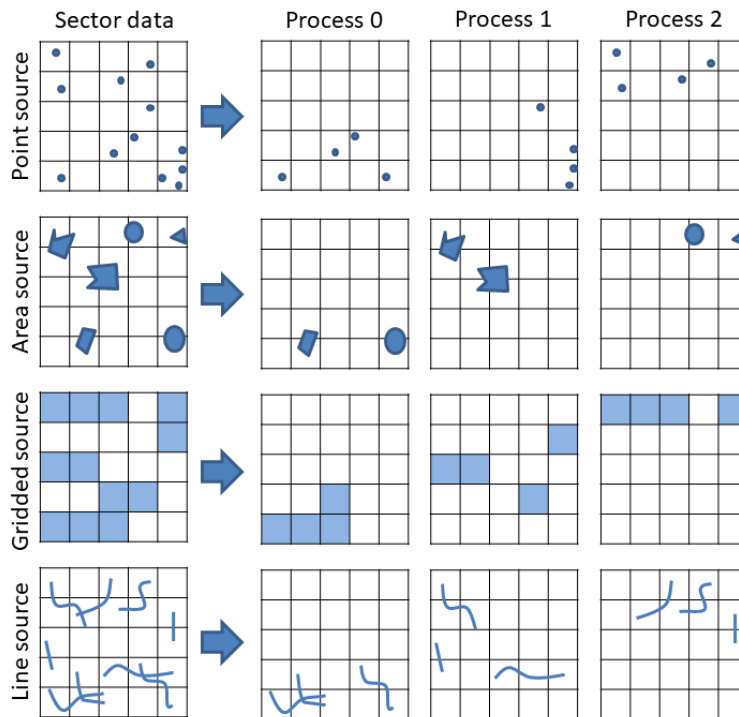 Sector data Process 0 Process 1 Process 2
Point source
Area source
Gridded source
Line source